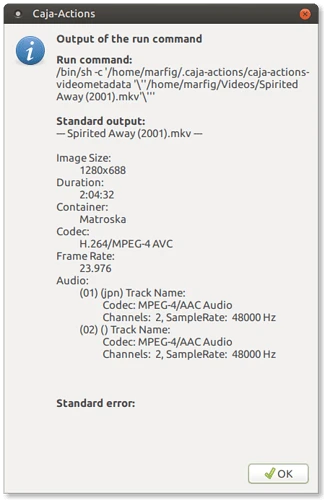 Caja-Actions
Output of the run command
Run command:
/bin/sh -c '/home/marfig/.caja-actions/caja-actions-
videometadata '\''/home/marfig/Videos/Spirited
Away (2001).mkv'\'''
Standard output:
— Spirited Away (2001).mkv —
Image Size:
1280x688
Duration:
2:04:32
Container:
Matroska
Codec:
H.264/MPEG-4 AVC
Frame Rate:
23.976
Audio:
(01) (jpn) Track Name:
Codec: MPEG-4/AAC Audio
Channels: 2, SampleRate: 48000 Hz
(02) () Track Name:
Codec: MPEG-4/AAC Audio
Channels: 2, SampleRate: 48000 Hz
Standard error:
OK